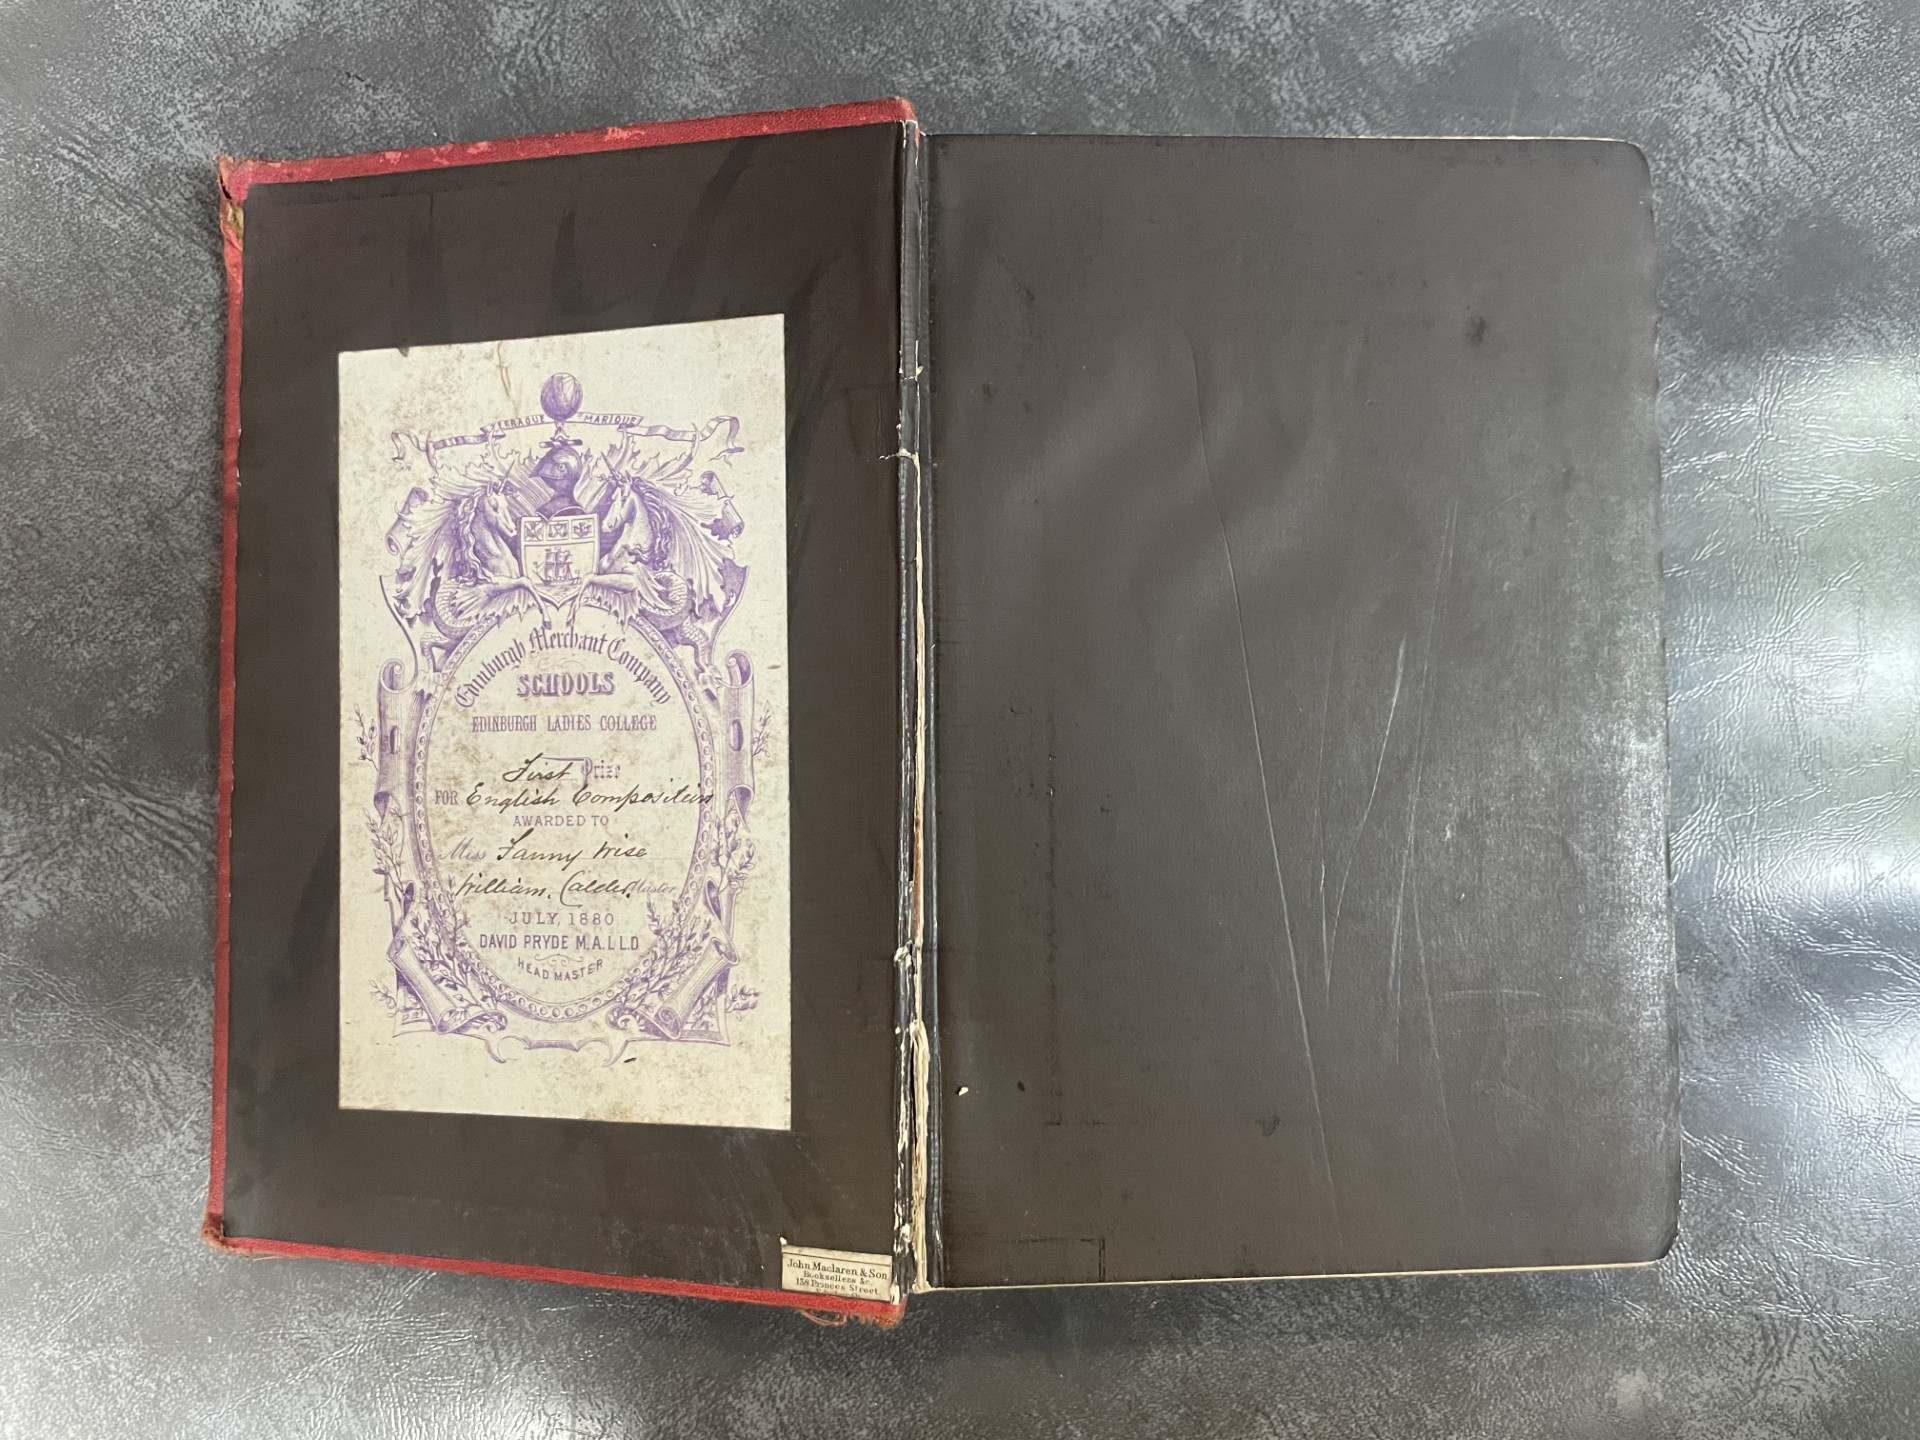 TERRAQUE MARIQUE
Edinburgh Merchant Company
SCHOOLS
EDINBURGH LADIES COLLEGE
First Prize
FOR English Composition
AWARDED TO
Miss Fanny Wise
William Calder Master
JULY, 1880
DAVID PRYDE M.A.LL.D
HEAD MASTER
John Maclaren & Son
Booksellers &c.
138 Princes Street.